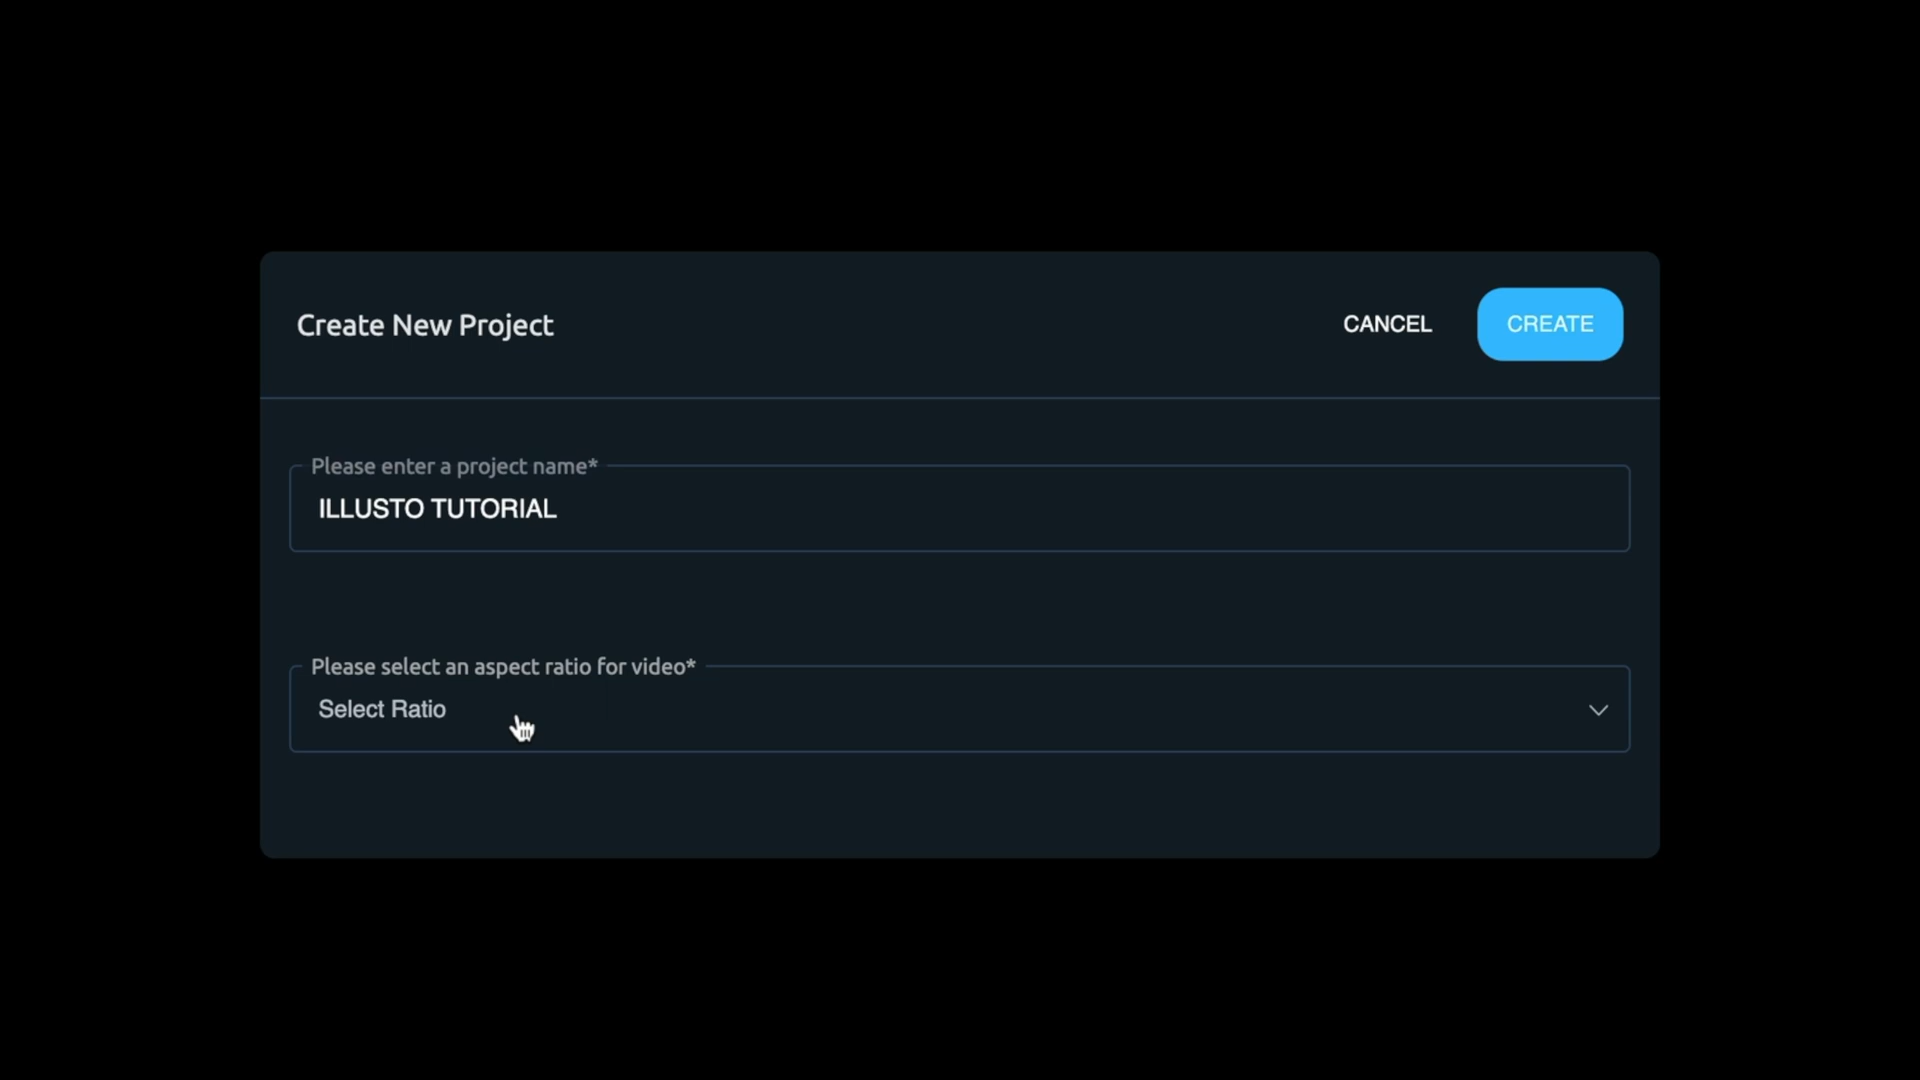 Create New Project
CANCEL
CREATE
Please enter a project name*
ILLUSTO TUTORIAL
Please select an aspect ratio for video*
Select Ratio